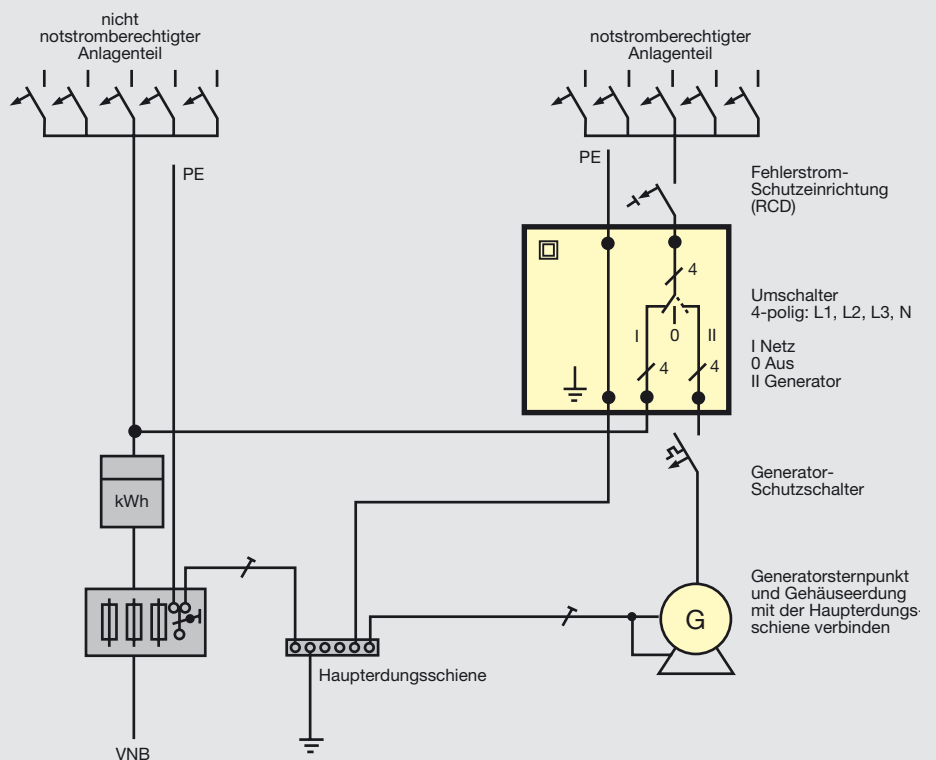 nicht
notstromberechtigter
Anlagenteil
notstromberechtigter
Anlagenteil
PE
PE
Fehlerstrom-
Schutzeinrichtung
(RCD)
4
Umschalter
4-polig: L1, L2, L3, N
I
0
II
I Netz
0 Aus
II Generator
4
4
kWh
Generator-
Schutzschalter
Generatorsternpunkt
und Gehäuseerdung
mit der Haupterdungs-
schiene verbinden
G
Haupterdungsschiene
VNB